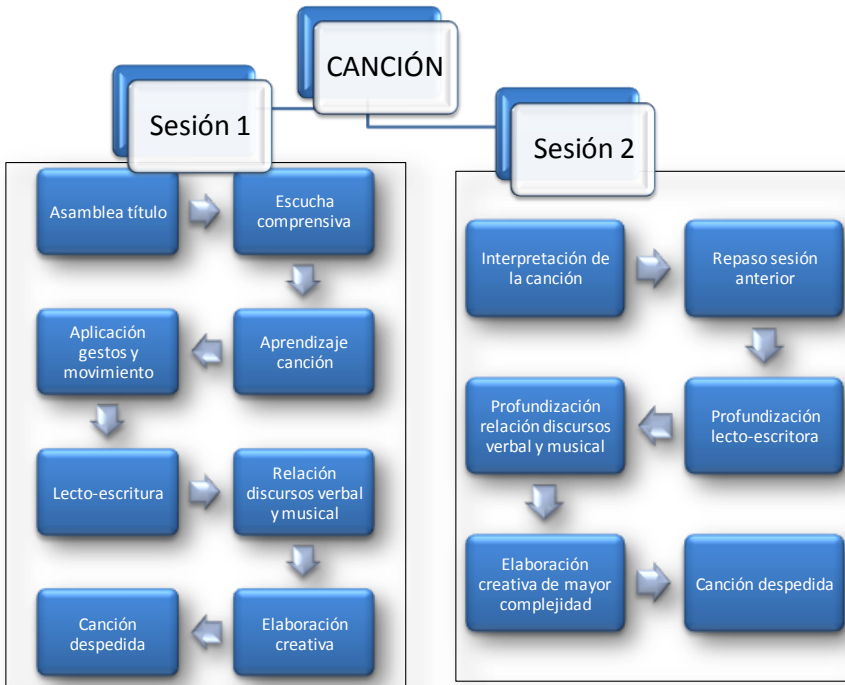 CANCIÓN
Sesión 1
Asamblea título
Escucha
comprensiva
Aprendizaje
canción
Aplicación
gestos y
movimiento
Lecto-escritura
Relación
discursos verbal
y musical
Elaboración
creativa
Canción
despedida
Sesión 2
Interpretación de
la canción
Repaso sesión
anterior
Profundización
lecto-escritora
Profundización
relación discursos
verbal y musical
Elaboración
creativa de mayor
complejidad
Canción despedida